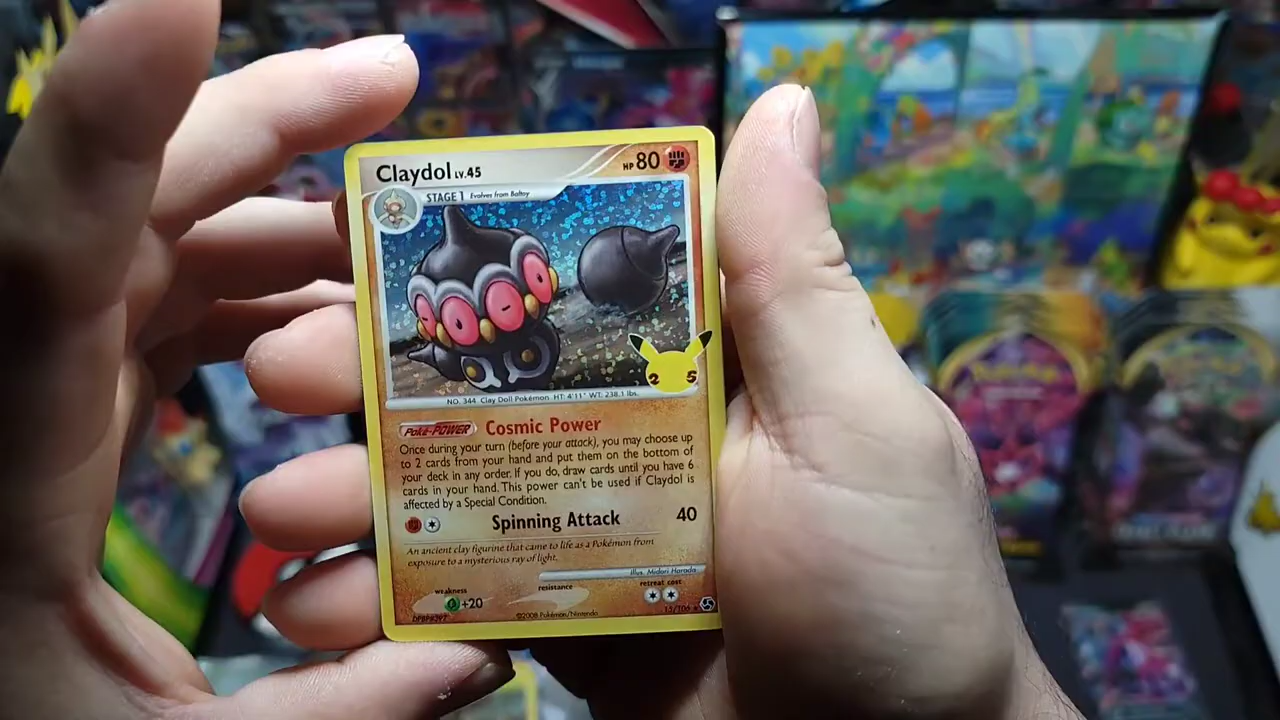 Claydol LV.45 HP 80
STAGE 1 Evolves from Baltoy
25
NO. 344 Clay Doll Pokémon. HT: 4'11" WT: 238.1 lbs.
Poké-POWER Cosmic Power
Once during your turn (before your attack), you may choose up
to 2 cards from your hand and put them on the bottom of
your deck in any order. If you do, draw cards until you have 6
cards in your hand. This power can't be used if Claydol is
affected by a Special Condition.
Spinning Attack 40
An ancient clay figurine that came to life as a Pokémon from
exposure to a mysterious ray of light.
Illus. Midori Harada
weakness resistance retreat cost
+20
©2008 Pokémon/Nintendo 15/106